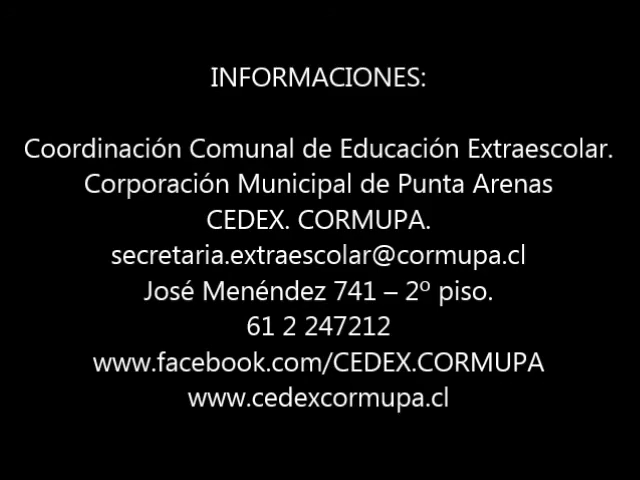 INFORMACIONES:
Coordinación Comunal de Educación Extraescolar.
Corporación Municipal de Punta Arenas
CEDEX. CORMUPA.
secretaria.extraescolar@cormupa.cl
José Menéndez 741 – 2º piso.
61 2 247212
www.facebook.com/CEDEX.CORMUPA
www.cedexcormupa.cl